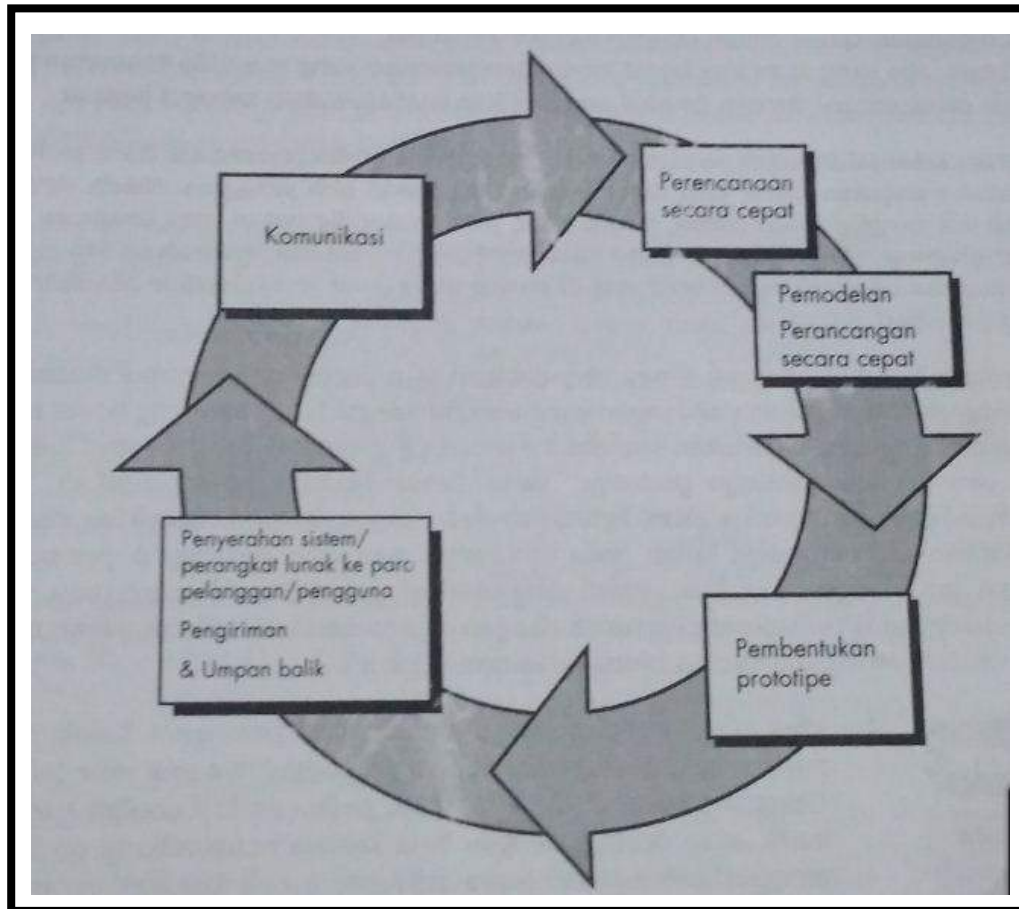 Komunikasi
Perencanaan
secara cepat
Pemodelan
Perancangan
secara cepat
Pembentukan
prototipe
Penyerahan sistem/
perangkat lunak ke para
pelanggan/pengguna
Pengiriman
& Umpan balik